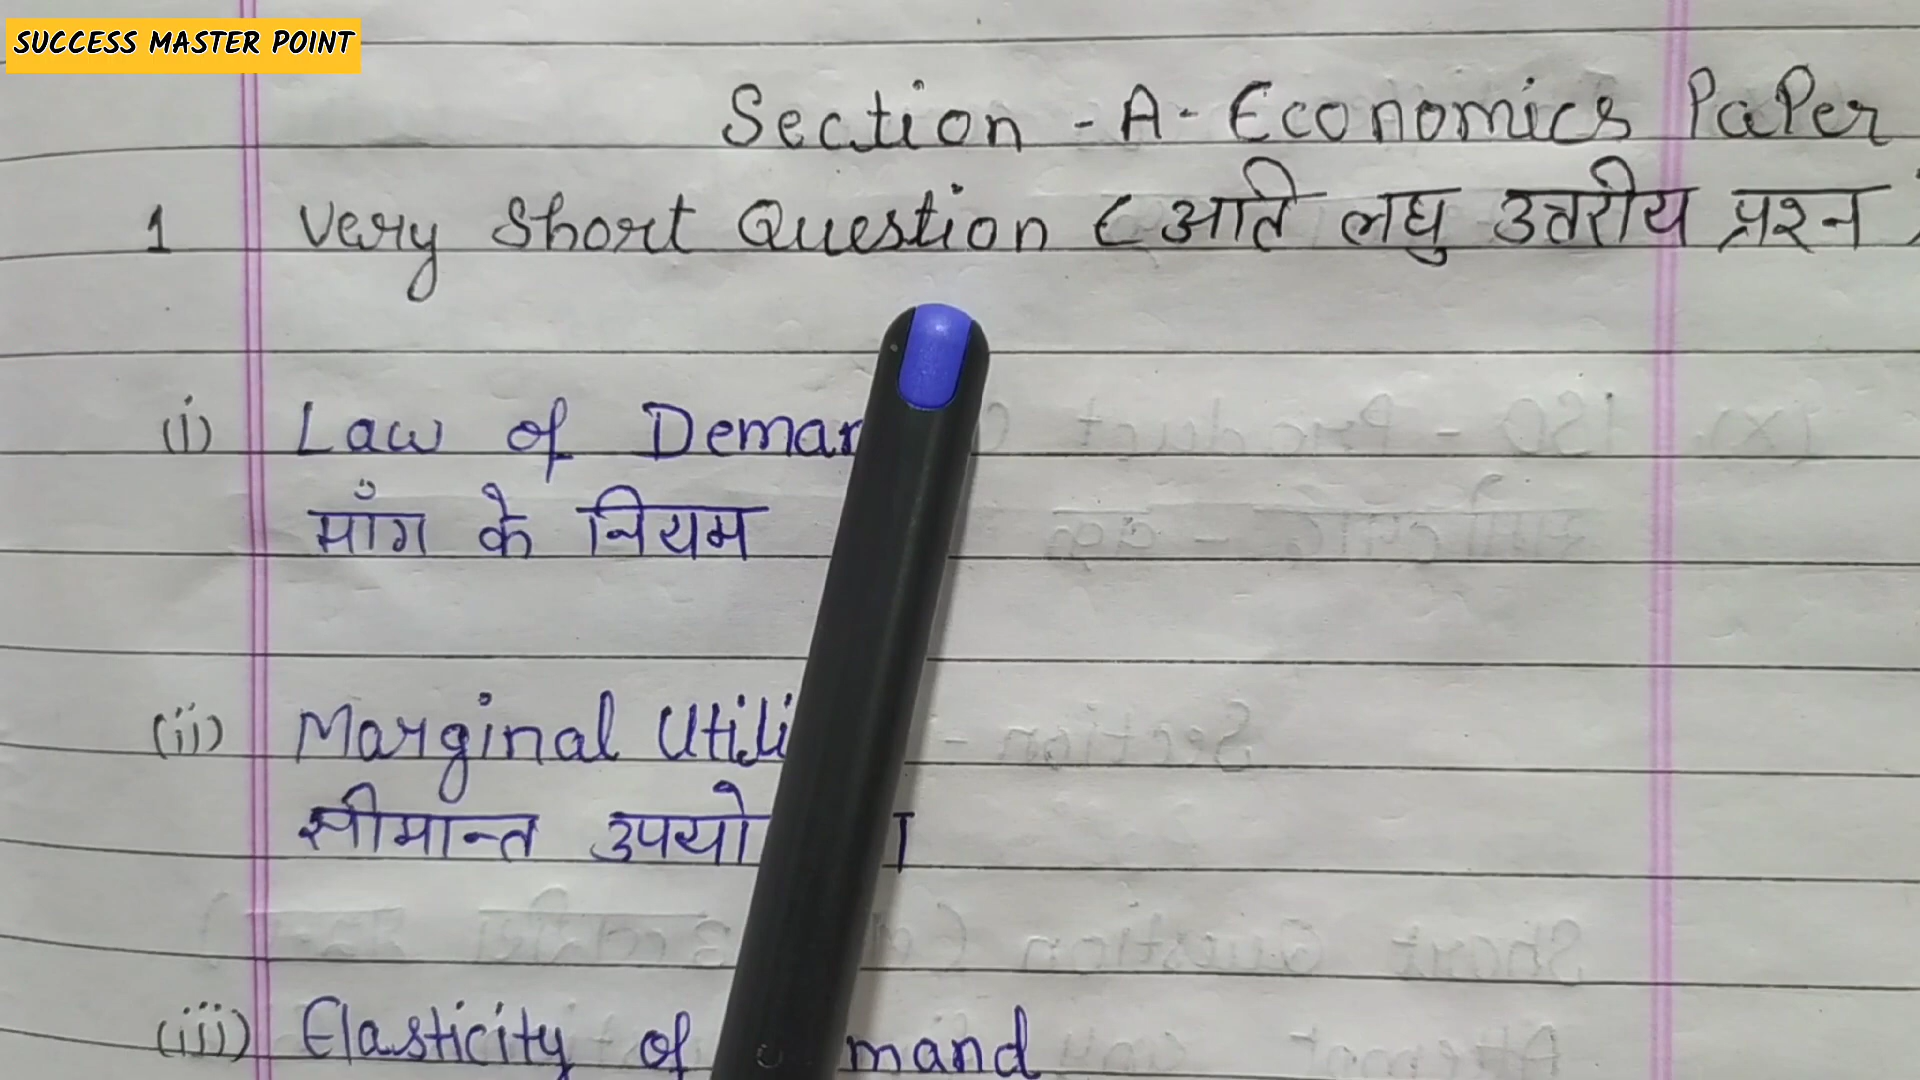 SUCCESS MASTER POINT
Section - A - Economics PaPer
1 Very Short Question ( अति लघु उत्तरीय प्रश्न )
(i) Law of Demar
माँग के नियम
(ii) Marginal Utili
सीमान्त उपयो ा
(iii) Elasticity of mand